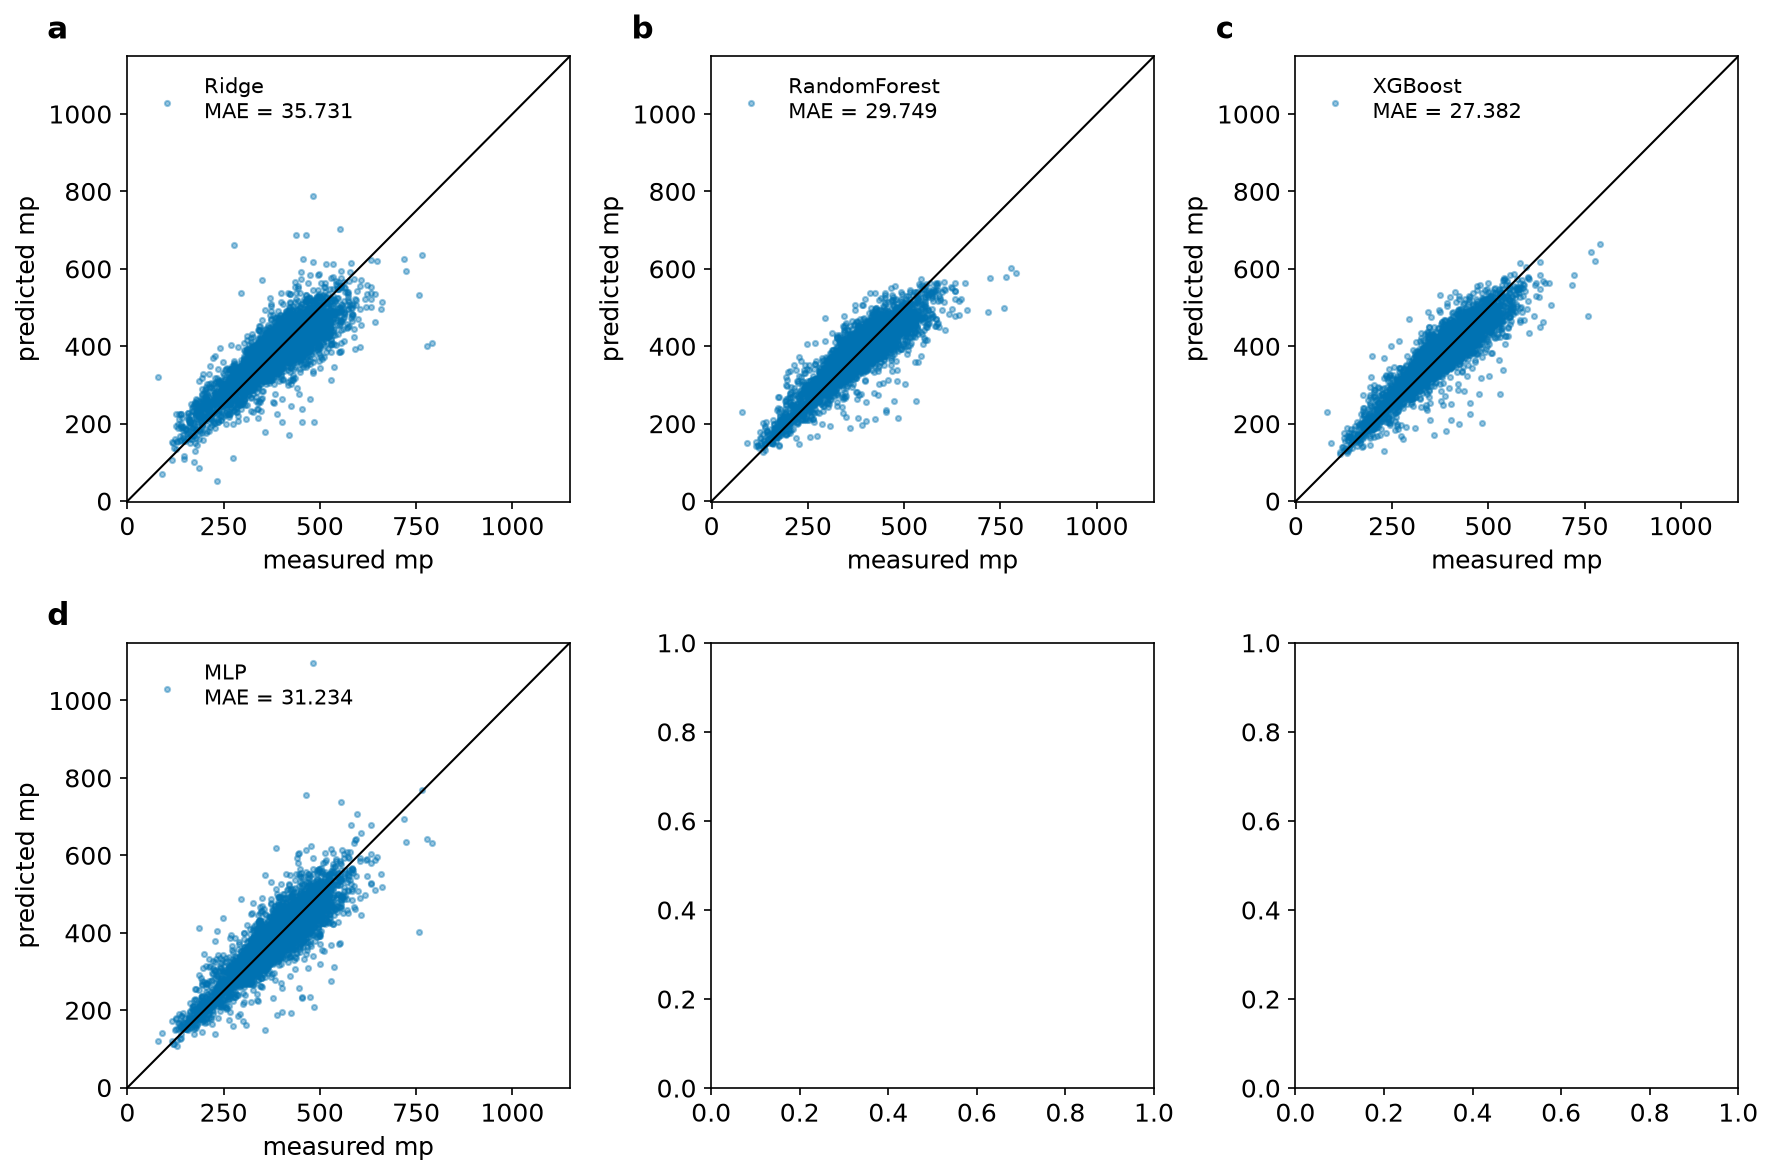 a
Ridge
MAE = 35.731
1000
800
600
400
200
0
0 250 500 750 1000
predicted mp
measured mp
b
RandomForest
MAE = 29.749
1000
800
600
400
200
0
0 250 500 750 1000
predicted mp
measured mp
c
XGBoost
MAE = 27.382
1000
800
600
400
200
0
0 250 500 750 1000
predicted mp
measured mp
d
MLP
MAE = 31.234
1000
800
600
400
200
0
0 250 500 750 1000
predicted mp
measured mp
1.0
0.8
0.6
0.4
0.2
0.0
0.0 0.2 0.4 0.6 0.8 1.0
1.0
0.8
0.6
0.4
0.2
0.0
0.0 0.2 0.4 0.6 0.8 1.0